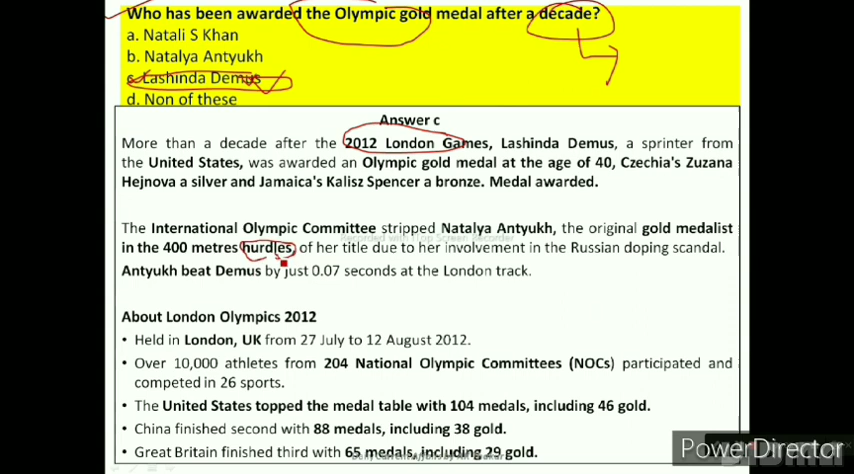 Who has been awarded the Olympic gold medal after a decade?
a. Natali S Khan
b. Natalya Antyukh
c. Lashinda Demus
d. Non of these
Answer c
More than a decade after the 2012 London Games, Lashinda Demus, a sprinter from
the United States, was awarded an Olympic gold medal at the age of 40, Czechia's Zuzana
Hejnova a silver and Jamaica's Kalisz Spencer a bronze. Medal awarded.
The International Olympic Committee stripped Natalya Antyukh, the original gold medalist
Recorded with iTop Screen Recorder
in the 400 metres hurdles, of her title due to her involvement in the Russian doping scandal.
Antyukh beat Demus by just 0.07 seconds at the London track.
About London Olympics 2012
• Held in London, UK from 27 July to 12 August 2012.
• Over 10,000 athletes from 204 National Olympic Committees (NOCs) participated and
competed in 26 sports.
• The United States topped the medal table with 104 medals, including 46 gold.
• China finished second with 88 medals, including 38 gold.
PowerDirector
• Great Britain finished third with 65 medals, including 29 gold.